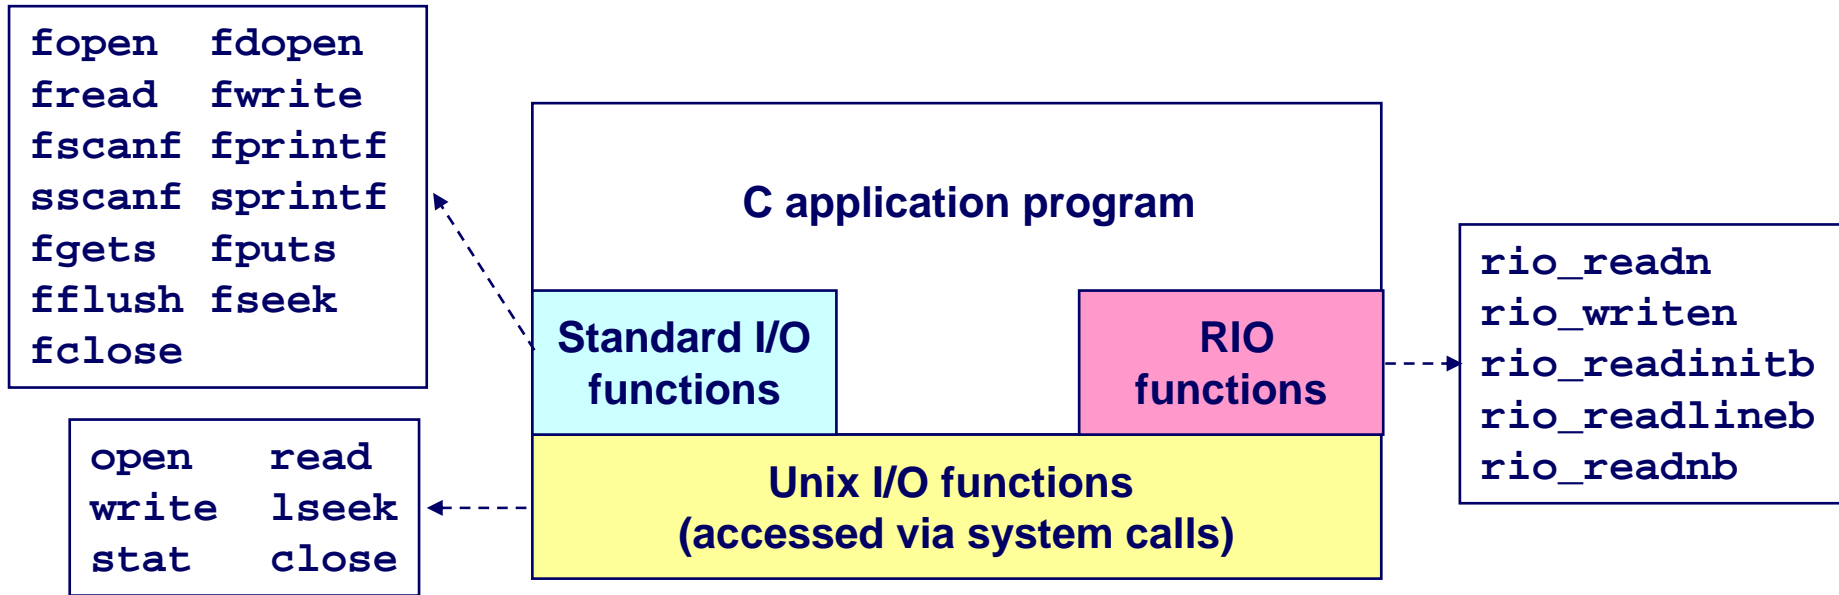 fopen fdopen
fread fwrite
fscanf fprintf
sscanf sprintf
fgets fputs
fflush fseek
fclose
C application program
Standard I/O
functions
RIO
functions
rio_readn
rio_writen
rio_readinitb
rio_readlineb
rio_readnb
open read
write lseek
stat close
Unix I/O functions
(accessed via system calls)